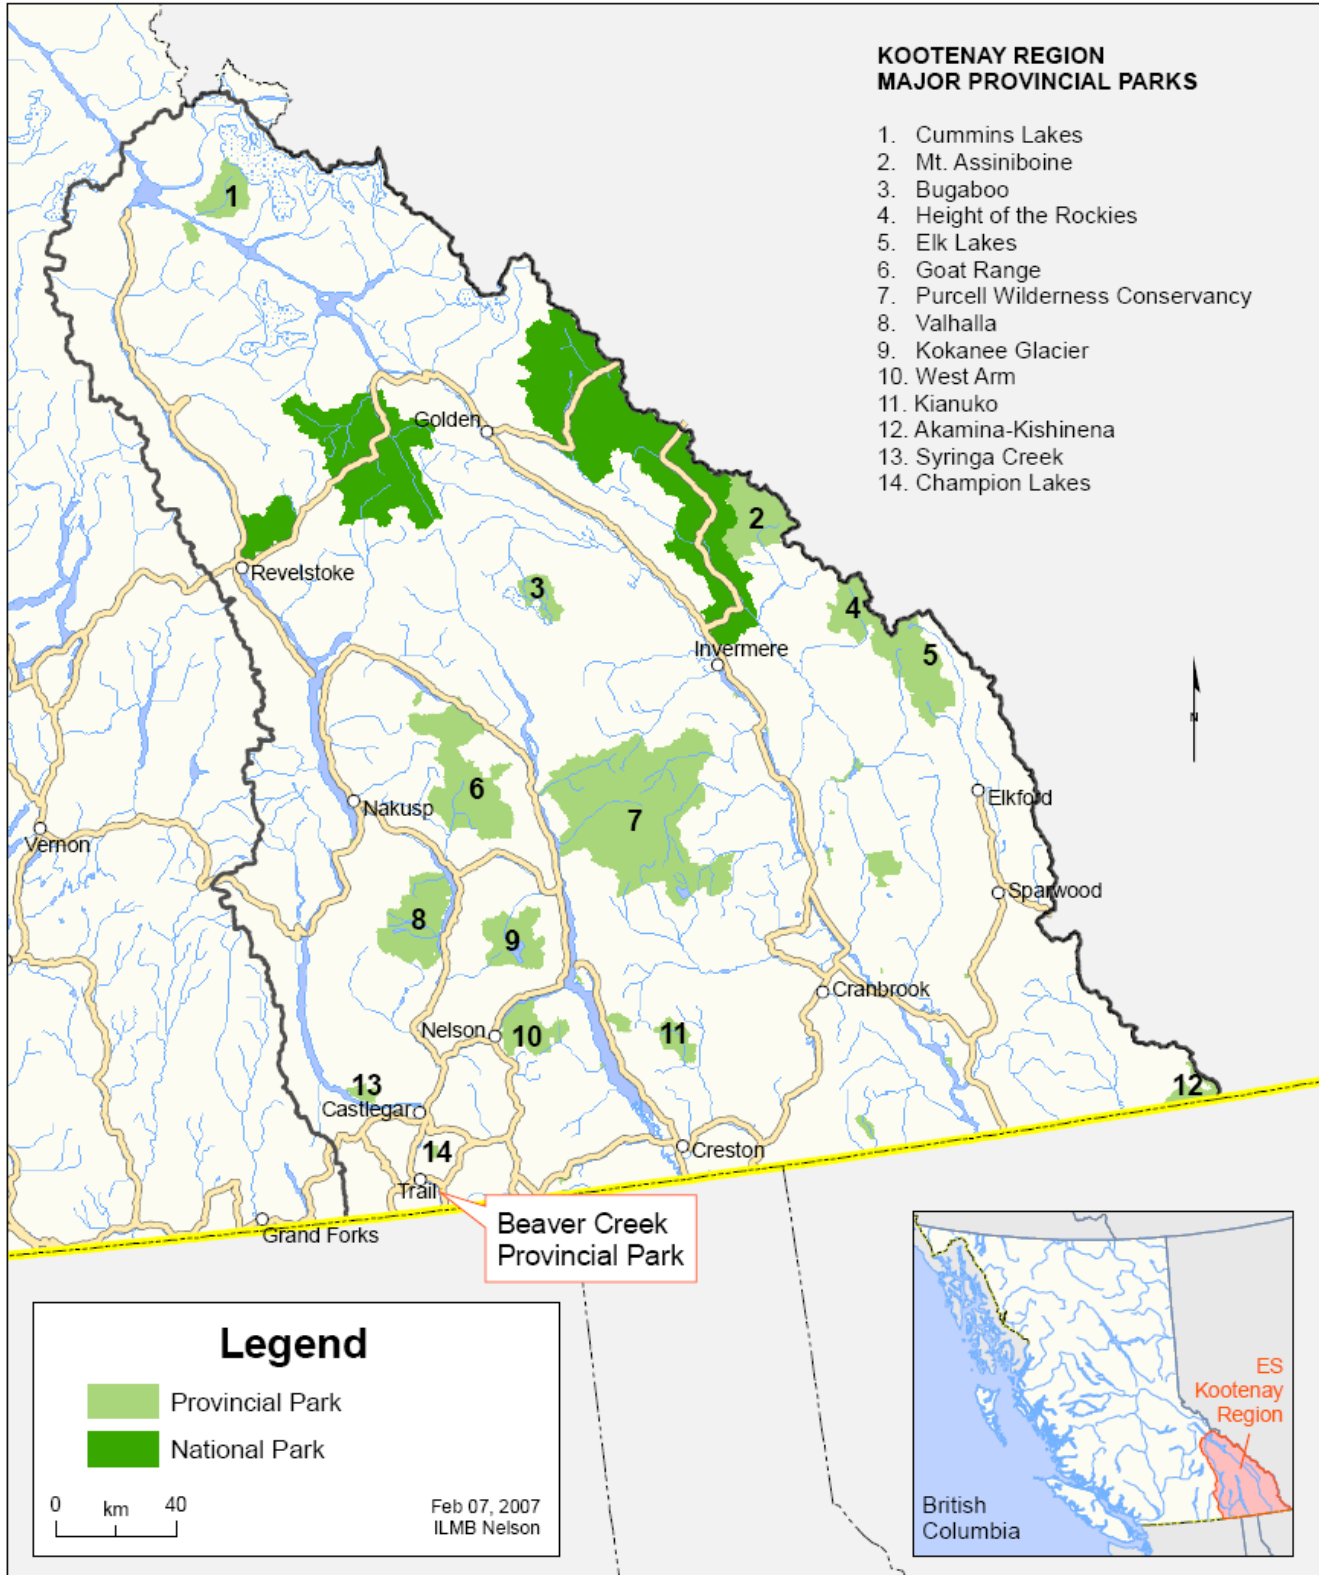 KOOTENAY REGION
MAJOR PROVINCIAL PARKS
1. Cummins Lakes
2. Mt. Assiniboine
3. Bugaboo
4. Height of the Rockies
5. Elk Lakes
6. Goat Range
7. Purcell Wilderness Conservancy
8. Valhalla
9. Kokanee Glacier
10. West Arm
11. Kianuko
12. Akamina-Kishinena
13. Syringa Creek
14. Champion Lakes
1
Golden
2
Revelstoke
3
4
Invermere
5
N
6
Elkford
Nakusp
7
Vernon
Sparwood
8
9
Cranbrook
Nelson
10
11
13
12
Castlegar
14
Creston
Trail
Grand Forks
Beaver Creek
Provincial Park
Legend
Provincial Park
National Park
0 km 40
Feb 07, 2007
ILMB Nelson
ES
Kootenay
Region
British
Columbia